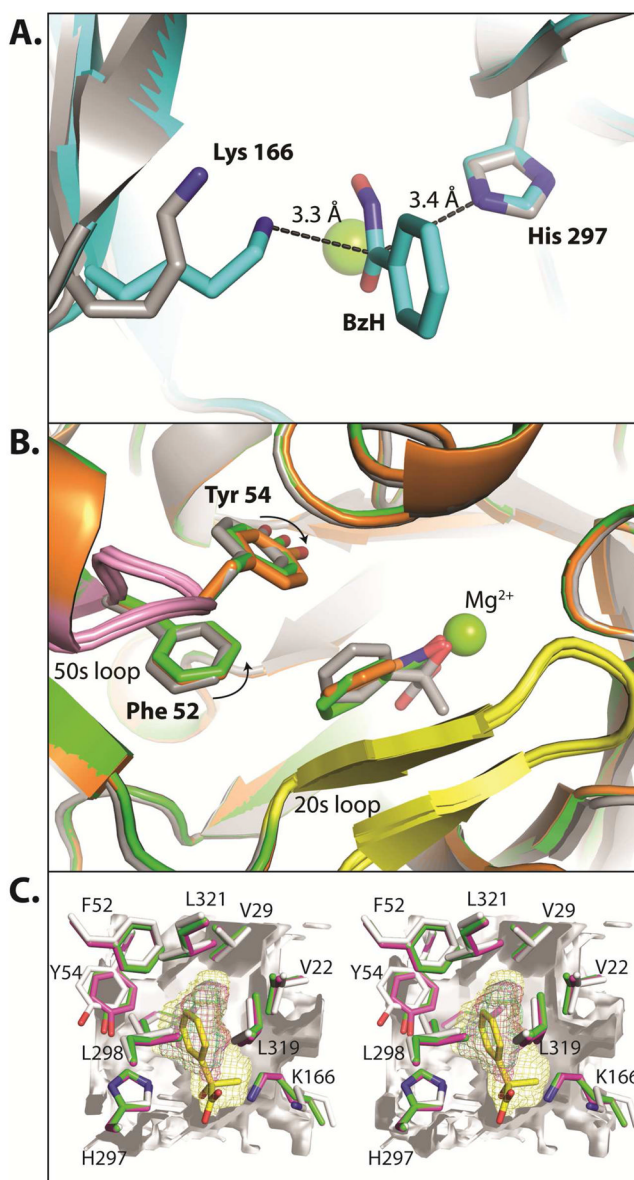 A.
Lys 166
3.3 Å
3.4 Å
His 297
BzH
B.
Tyr 54
Mg²⁺
50s loop
Phe 52
20s loop
C.
F52 L321 V29 F52 L321 V29
Y54 V22 Y54 V22
L298 L319 L298 L319
K166 K166
H297 H297